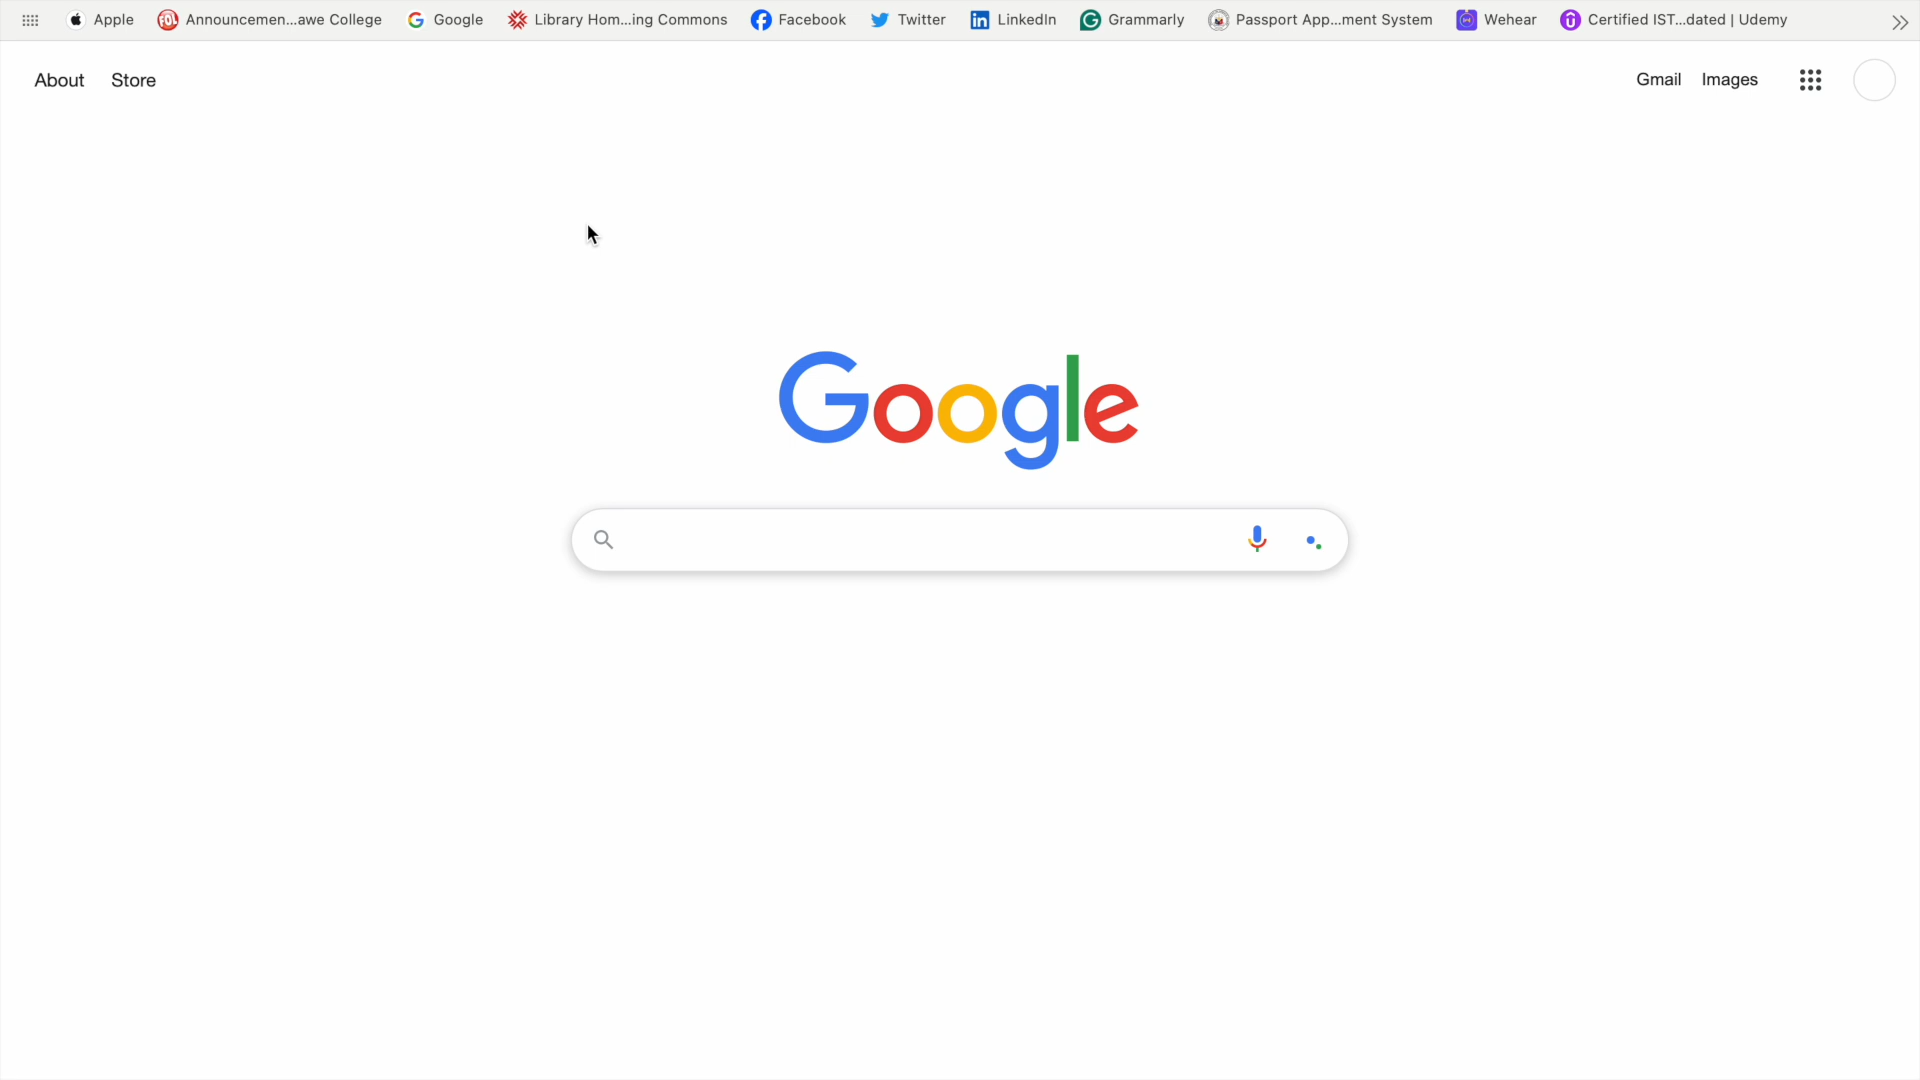 Apple Announcemen...awe College Google Library Hom...ing Commons Facebook Twitter LinkedIn Grammarly Passport App...ment System Wehear Certified IST...dated | Udemy
About Store Gmail Images
Google